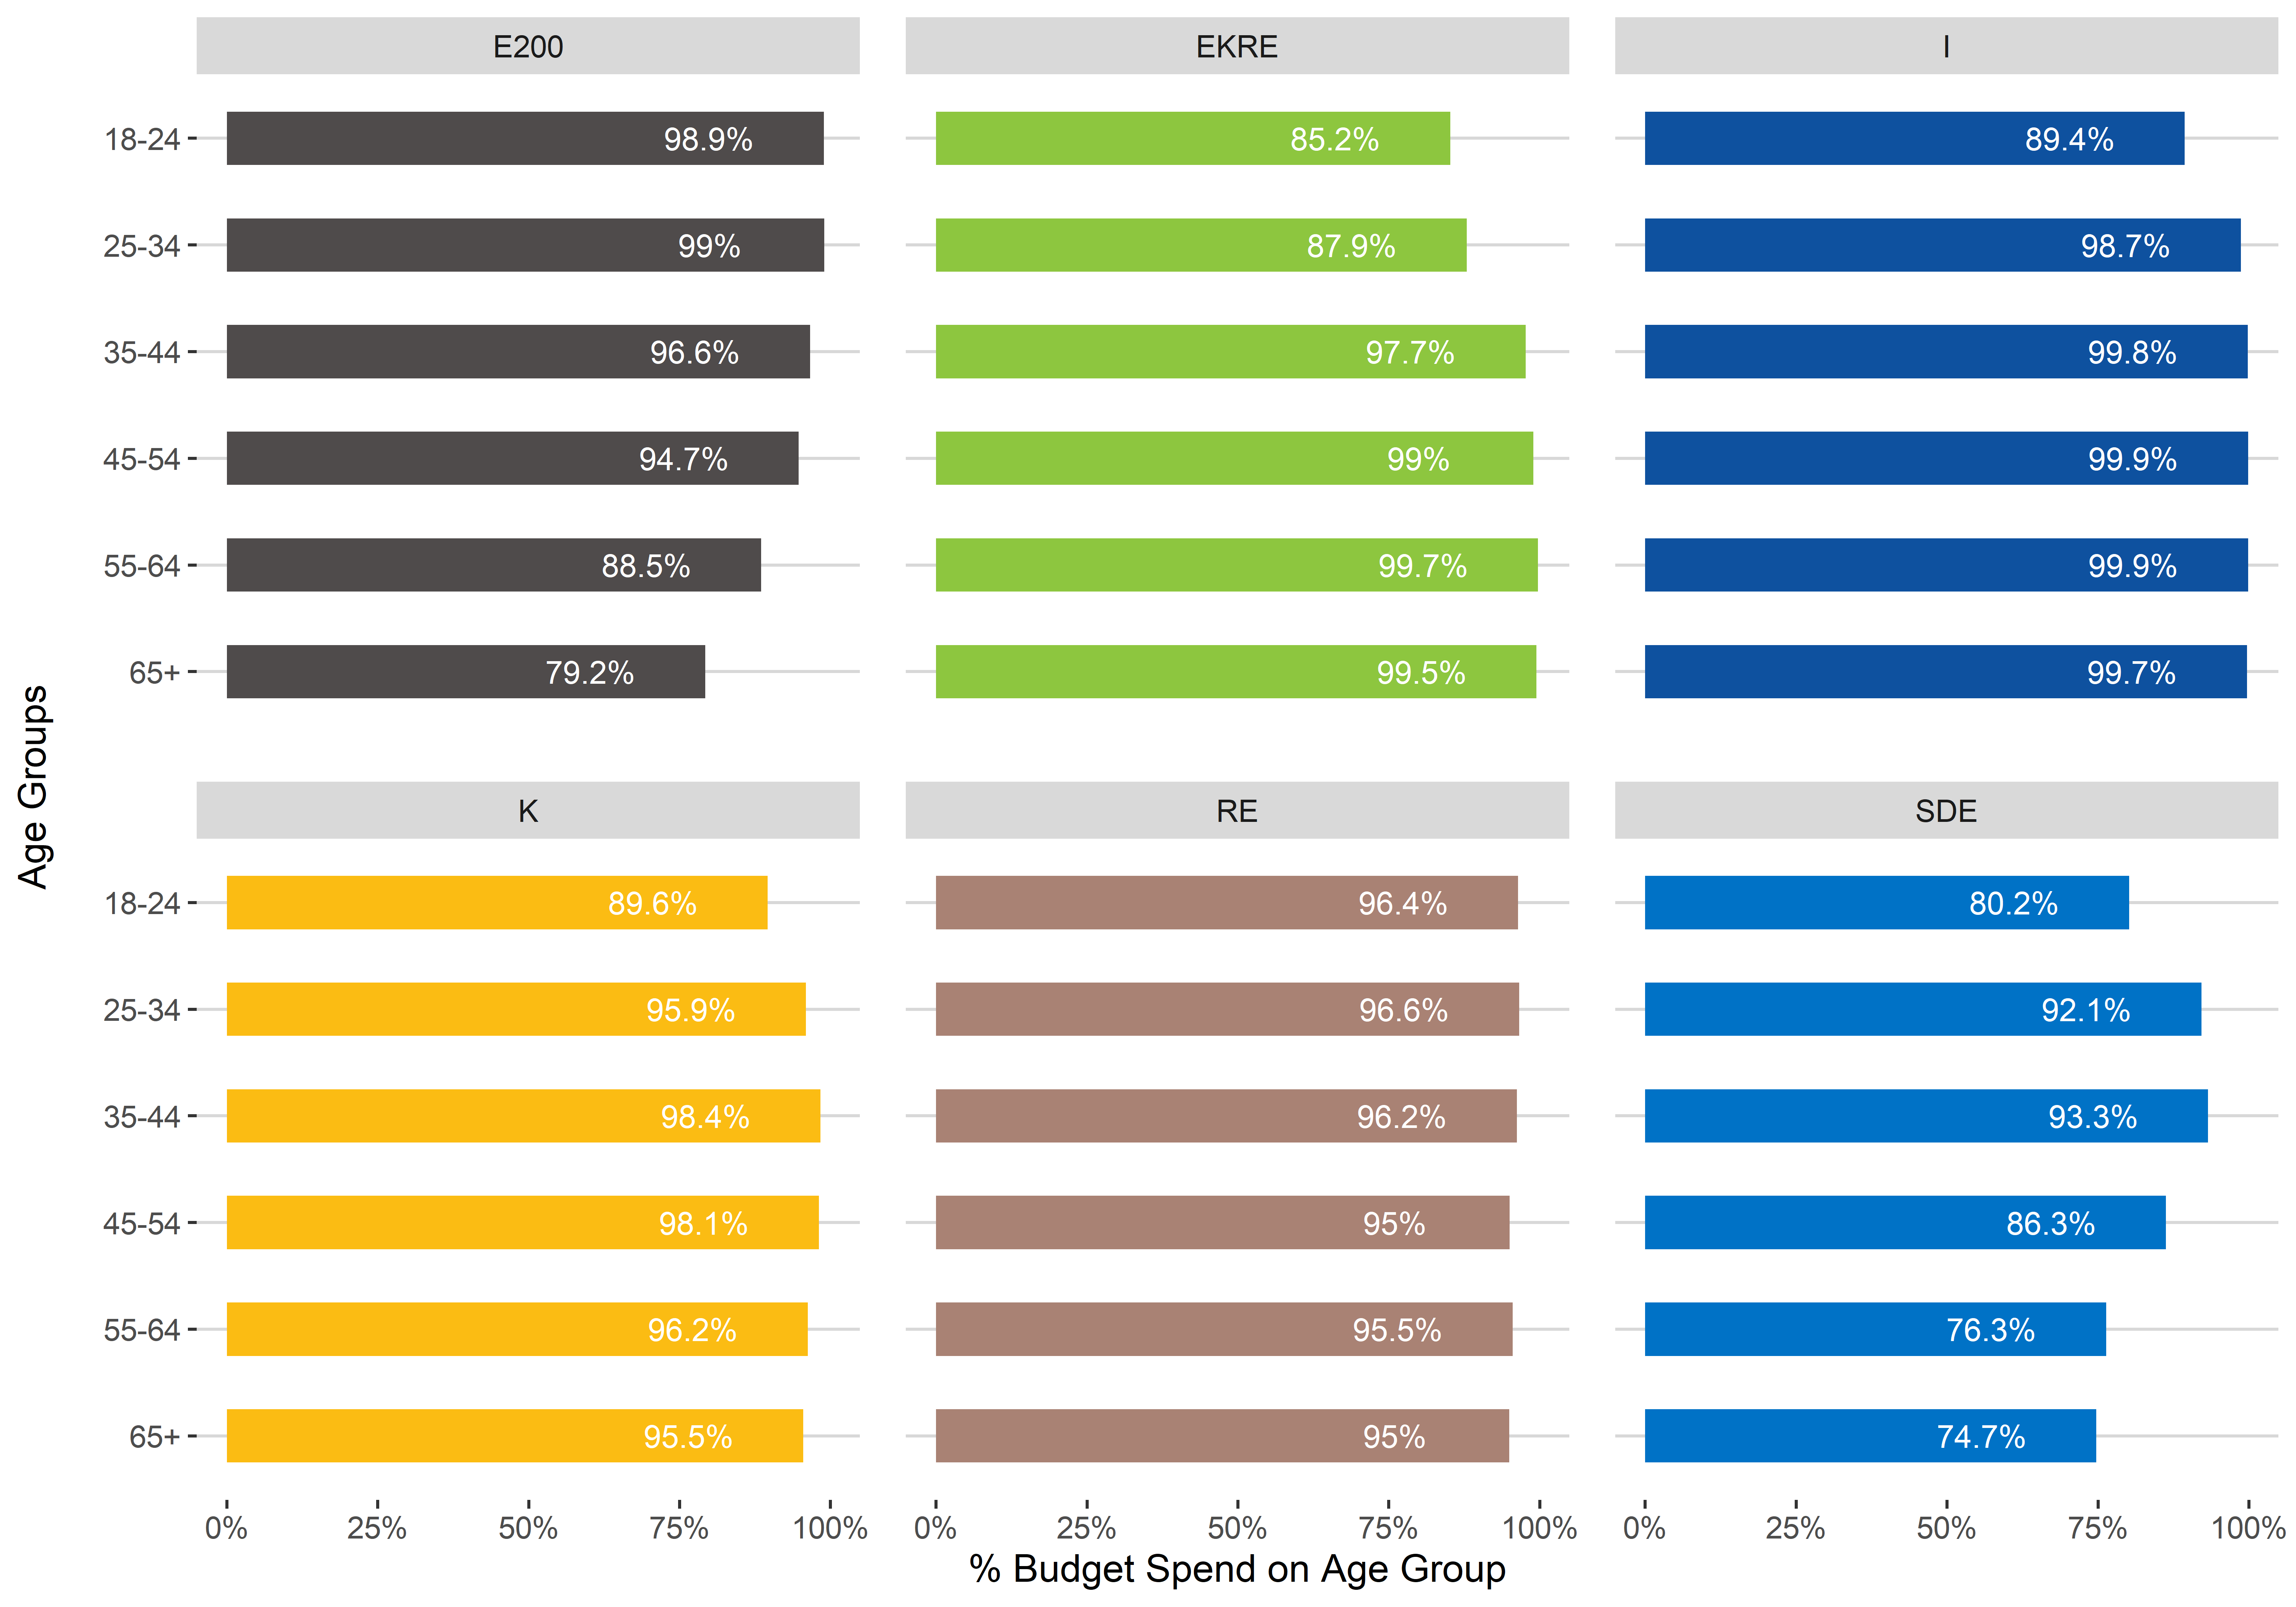 E200 EKRE I
18-24 98.9% 85.2% 89.4%
25-34 99% 87.9% 98.7%
35-44 96.6% 97.7% 99.8%
45-54 94.7% 99% 99.9%
55-64 88.5% 99.7% 99.9%
65+ 79.2% 99.5% 99.7%
Age Groups
K RE SDE
18-24 89.6% 96.4% 80.2%
25-34 95.9% 96.6% 92.1%
35-44 98.4% 96.2% 93.3%
45-54 98.1% 95% 86.3%
55-64 96.2% 95.5% 76.3%
65+ 95.5% 95% 74.7%
0% 25% 50% 75% 100% 0% 25% 50% 75% 100% 0% 25% 50% 75% 100%
% Budget Spend on Age Group